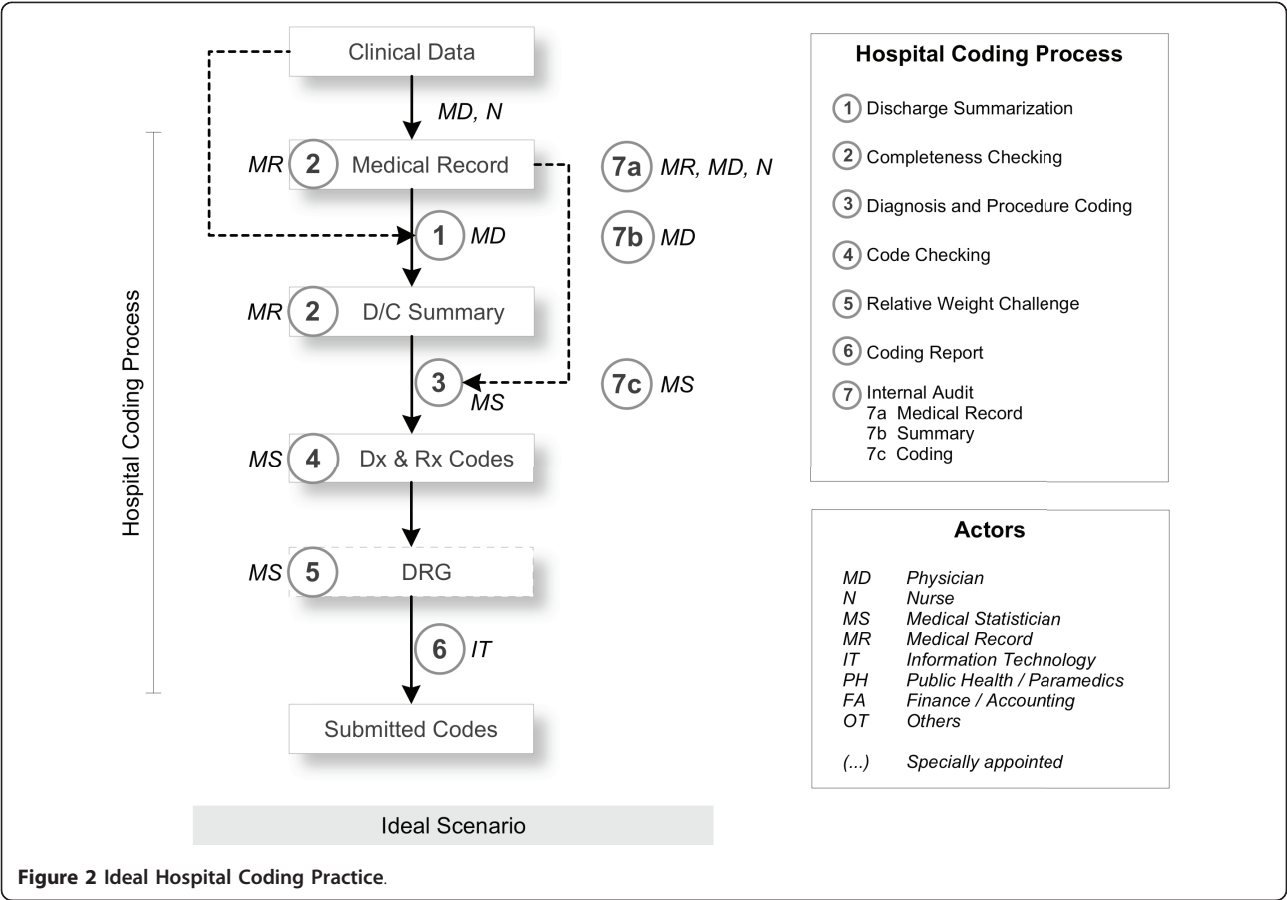 Clinical Data
MD, N
MR 2 Medical Record
7a MR, MD, N
1 MD
7b MD
MR 2 D/C Summary
3 MS
7c MS
MS 4 Dx & Rx Codes
MS 5 DRG
6 IT
Submitted Codes
Hospital Coding Process
Ideal Scenario
Hospital Coding Process
1 Discharge Summarization
2 Completeness Checking
3 Diagnosis and Procedure Coding
4 Code Checking
5 Relative Weight Challenge
6 Coding Report
7 Internal Audit
7a Medical Record
7b Summary
7c Coding
Actors
MD Physician
N Nurse
MS Medical Statistician
MR Medical Record
IT Information Technology
PH Public Health / Paramedics
FA Finance / Accounting
OT Others
(...) Specially appointed
Figure 2 Ideal Hospital Coding Practice.